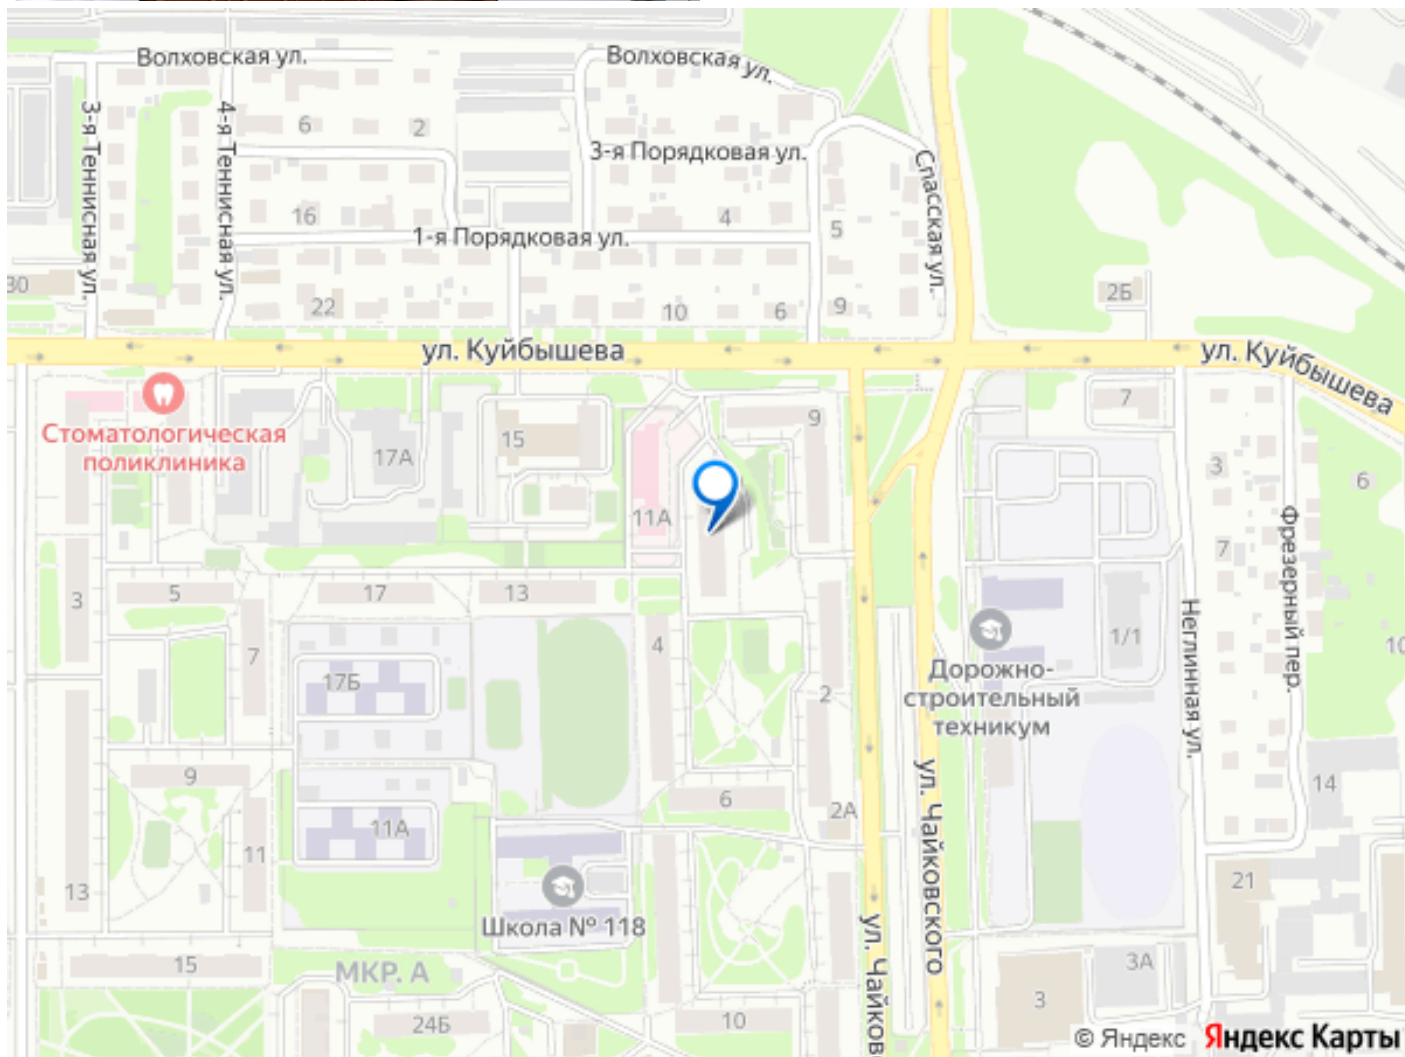 Волховская ул.
Волховская ул.
3-я Теннисная ул.
4-я Теннисная ул.
6
2
3-я Порядковая ул.
Спасская ул.
16
4
5
1-я Порядковая ул.
30
22
10
6
9
2Б
ул. Куйбышева
ул. Куйбышева
Стоматологическая
поликлиника
17А
15
9
7
11А
3
6
7
Фрезерный пер.
3
5
17
13
7
4
1/1
Неглинная ул.
10
17Б
2
Дорожно-
строительный
техникум
9
6
2А
14
11А
11
ул. Чайковского
13
21
Школа № 118
ул. Чайков
15
МКР. А
3А
24Б
10
3
© Яндекс Яндекс Карты